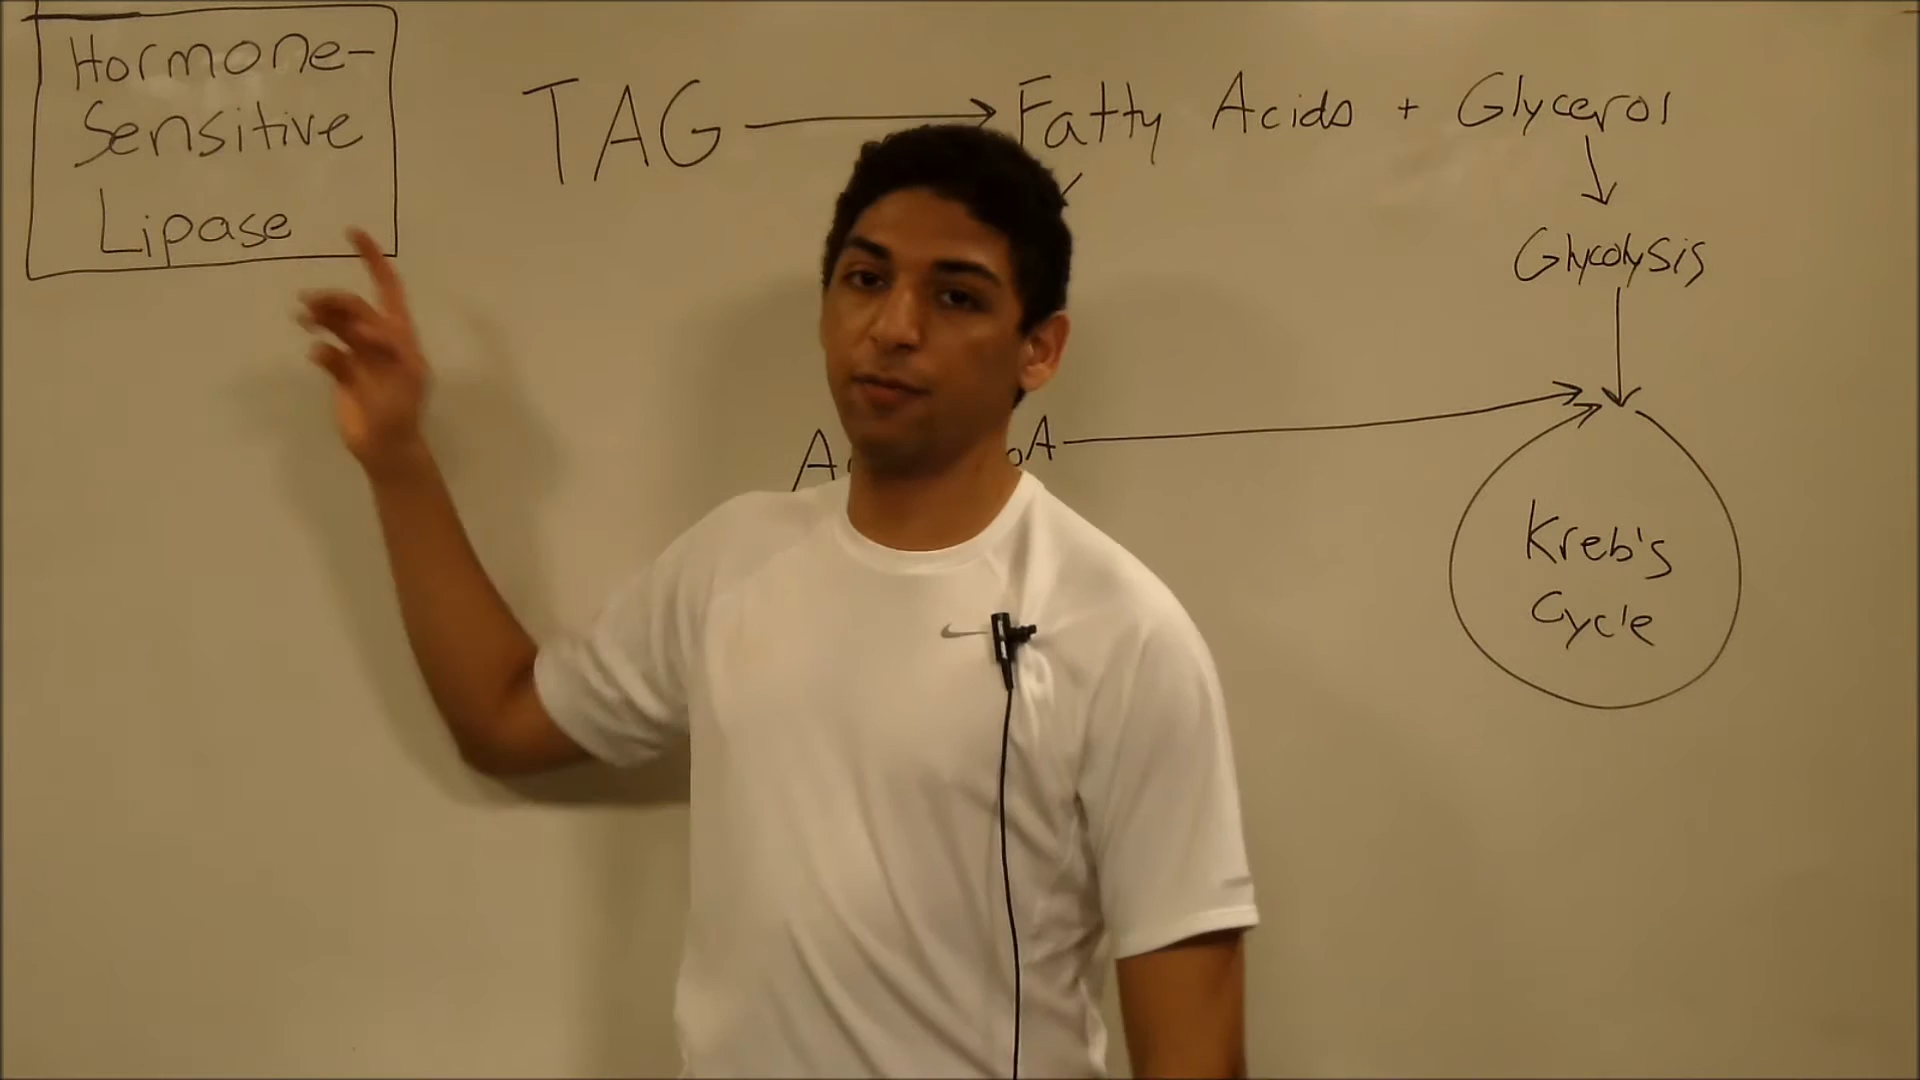 Hormone-
Sensitive
Lipase
TAG → Fatty Acids + Glycerol
Glycolysis
Kreb's
Cycle